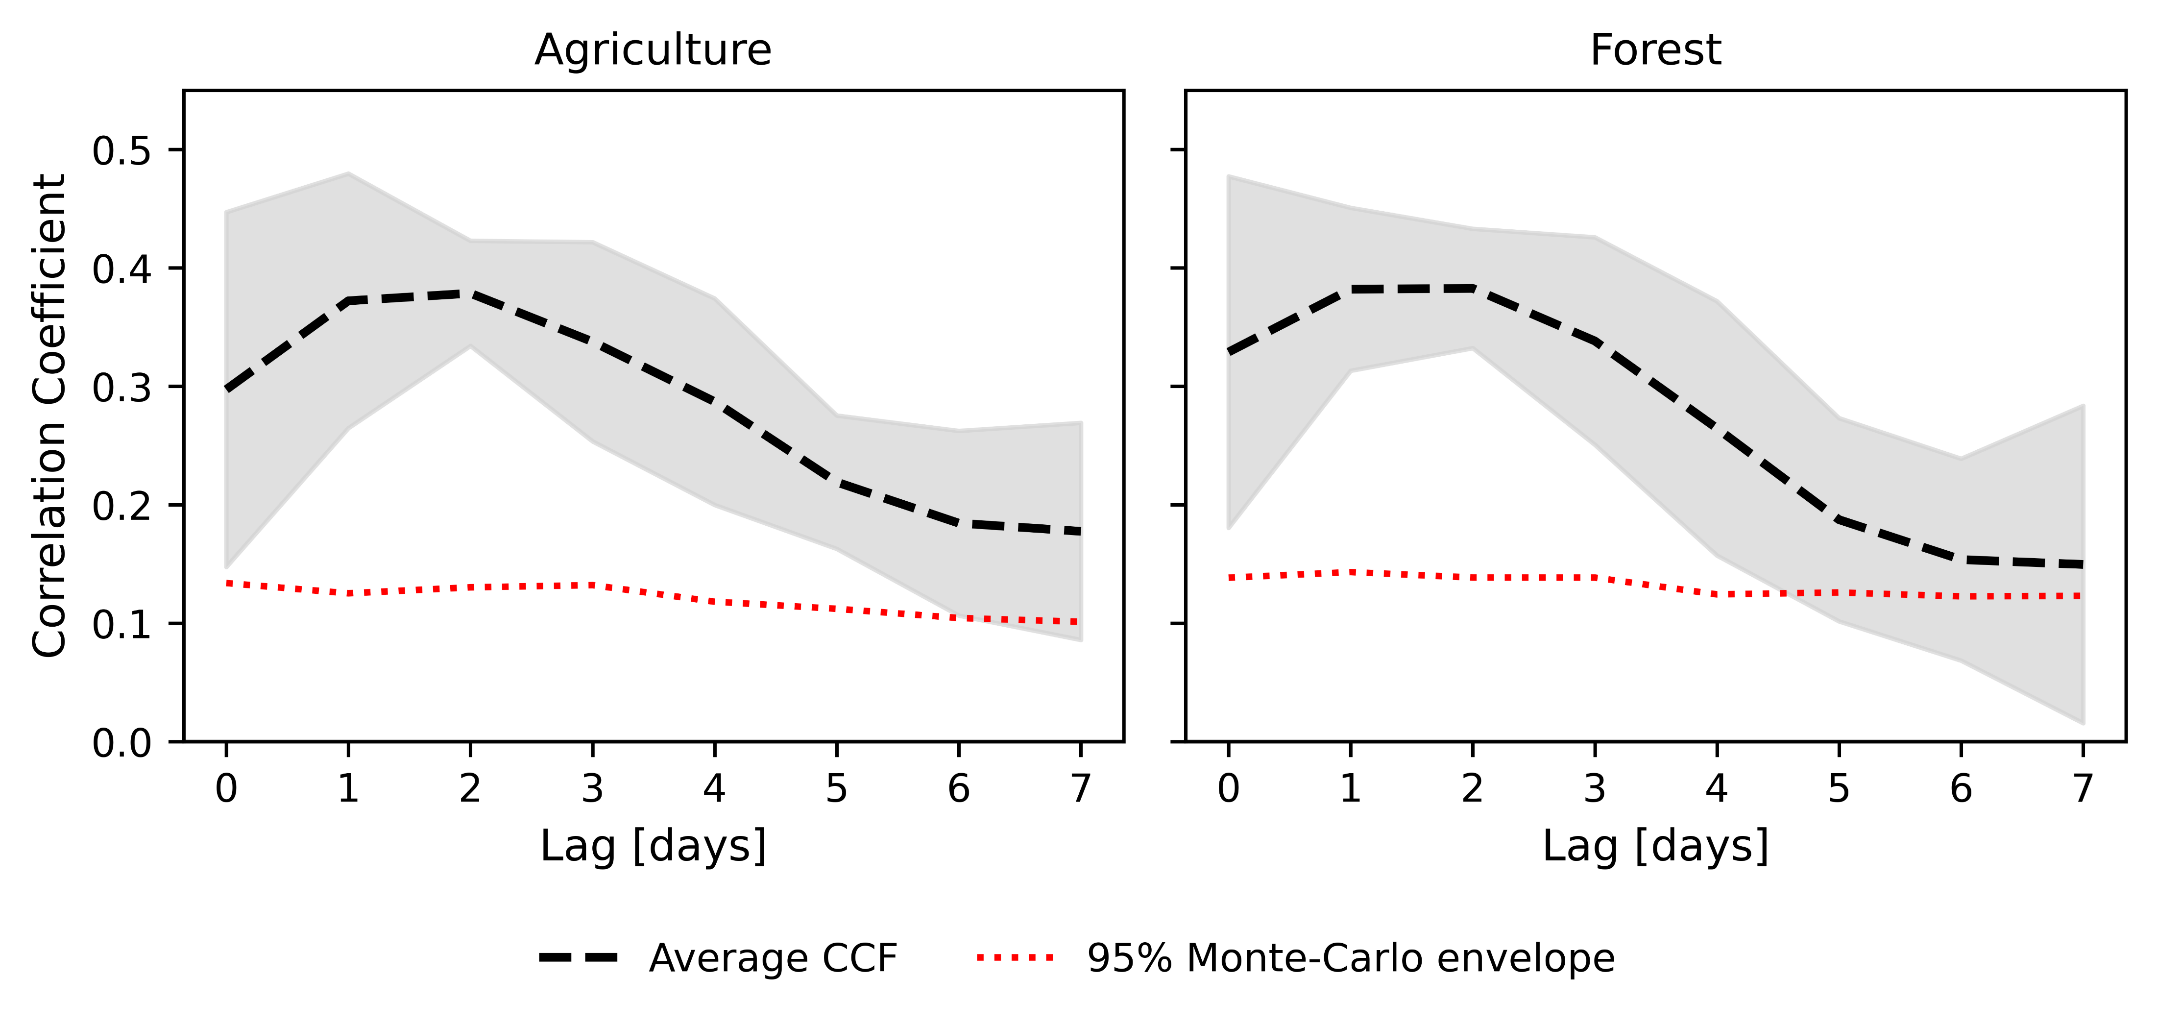 Agriculture
Forest
Correlation Coefficient
0.5
0.4
0.3
0.2
0.1
0.0
0 1 2 3 4 5 6 7
0 1 2 3 4 5 6 7
Lag [days]
Lag [days]
Average CCF
95% Monte-Carlo envelope